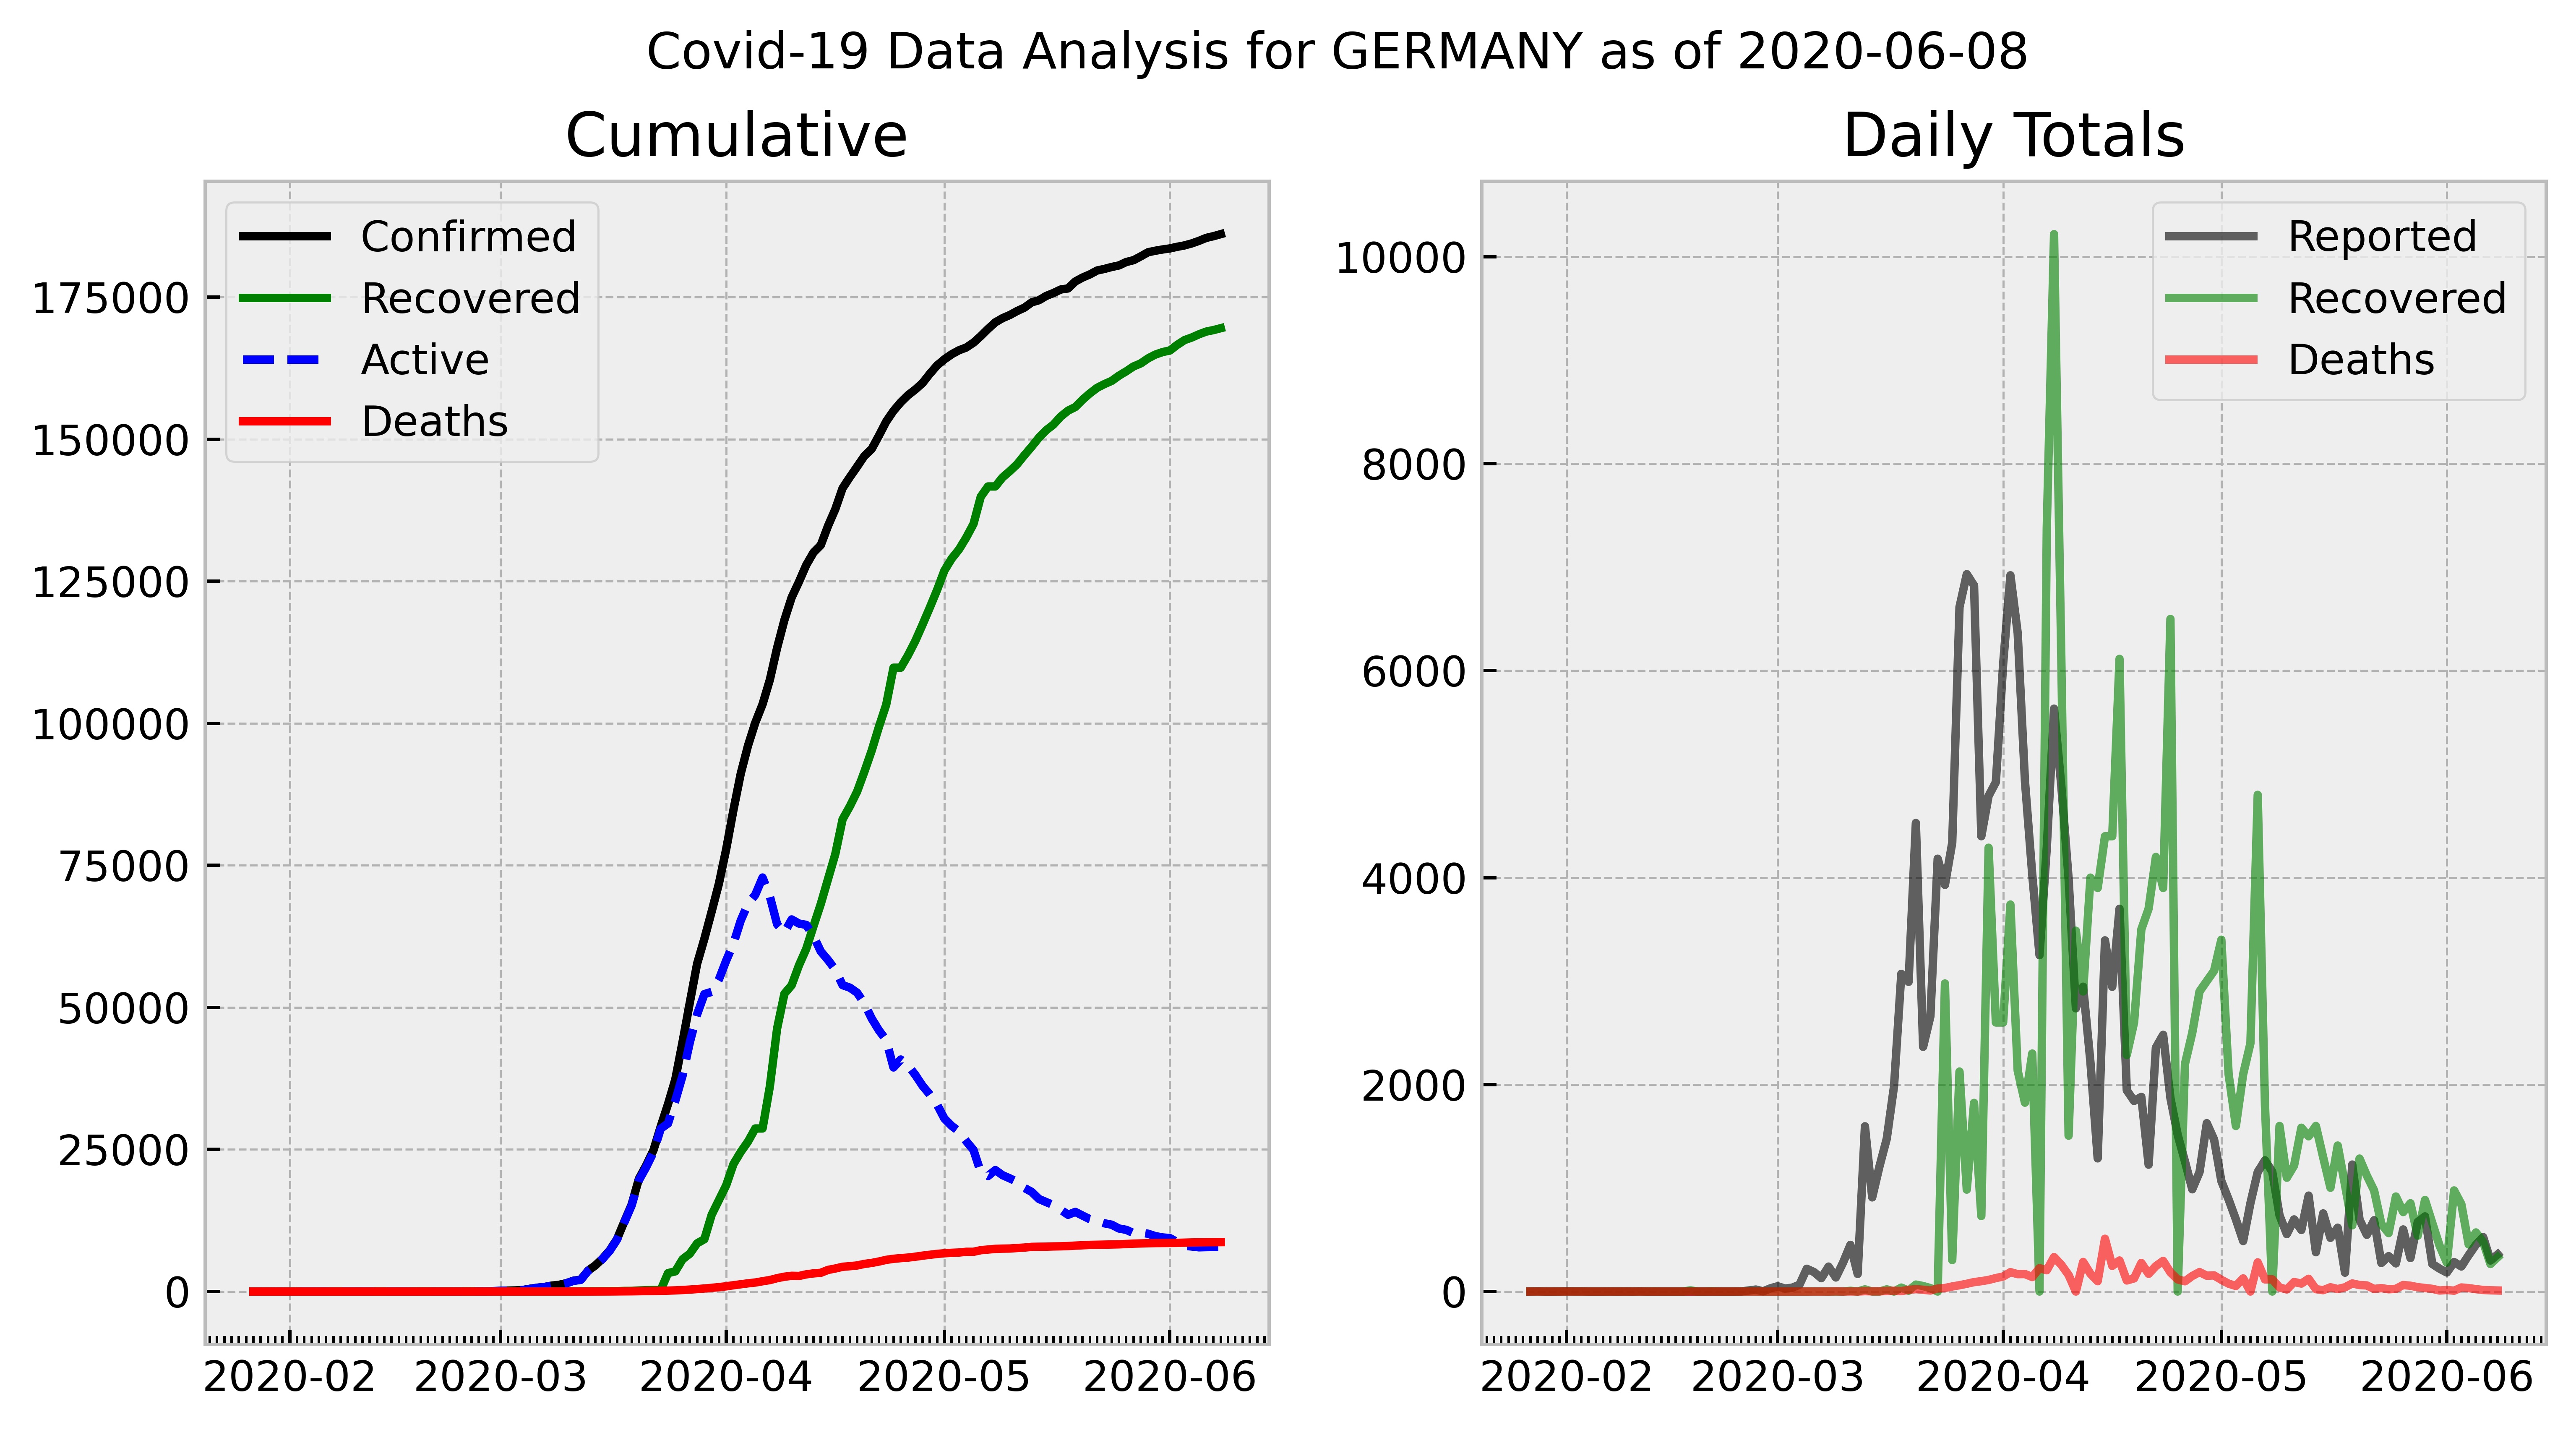 Covid-19 Data Analysis for GERMANY as of 2020-06-08
Cumulative
Confirmed
Recovered
Active
Deaths
175000
150000
125000
100000
75000
50000
25000
0
2020-02 2020-03 2020-04 2020-05 2020-06
Daily Totals
Reported
Recovered
Deaths
10000
8000
6000
4000
2000
0
2020-02 2020-03 2020-04 2020-05 2020-06